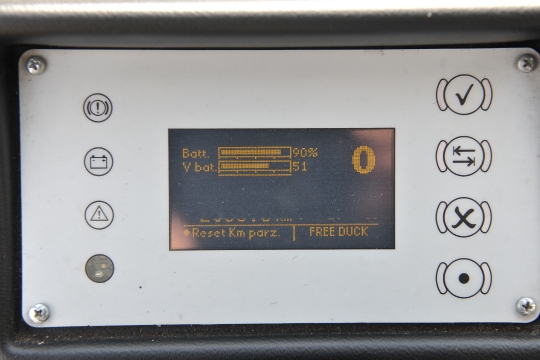 Batt. 90% 0
V bat. 51
Reset Km parz. FREE DUCK